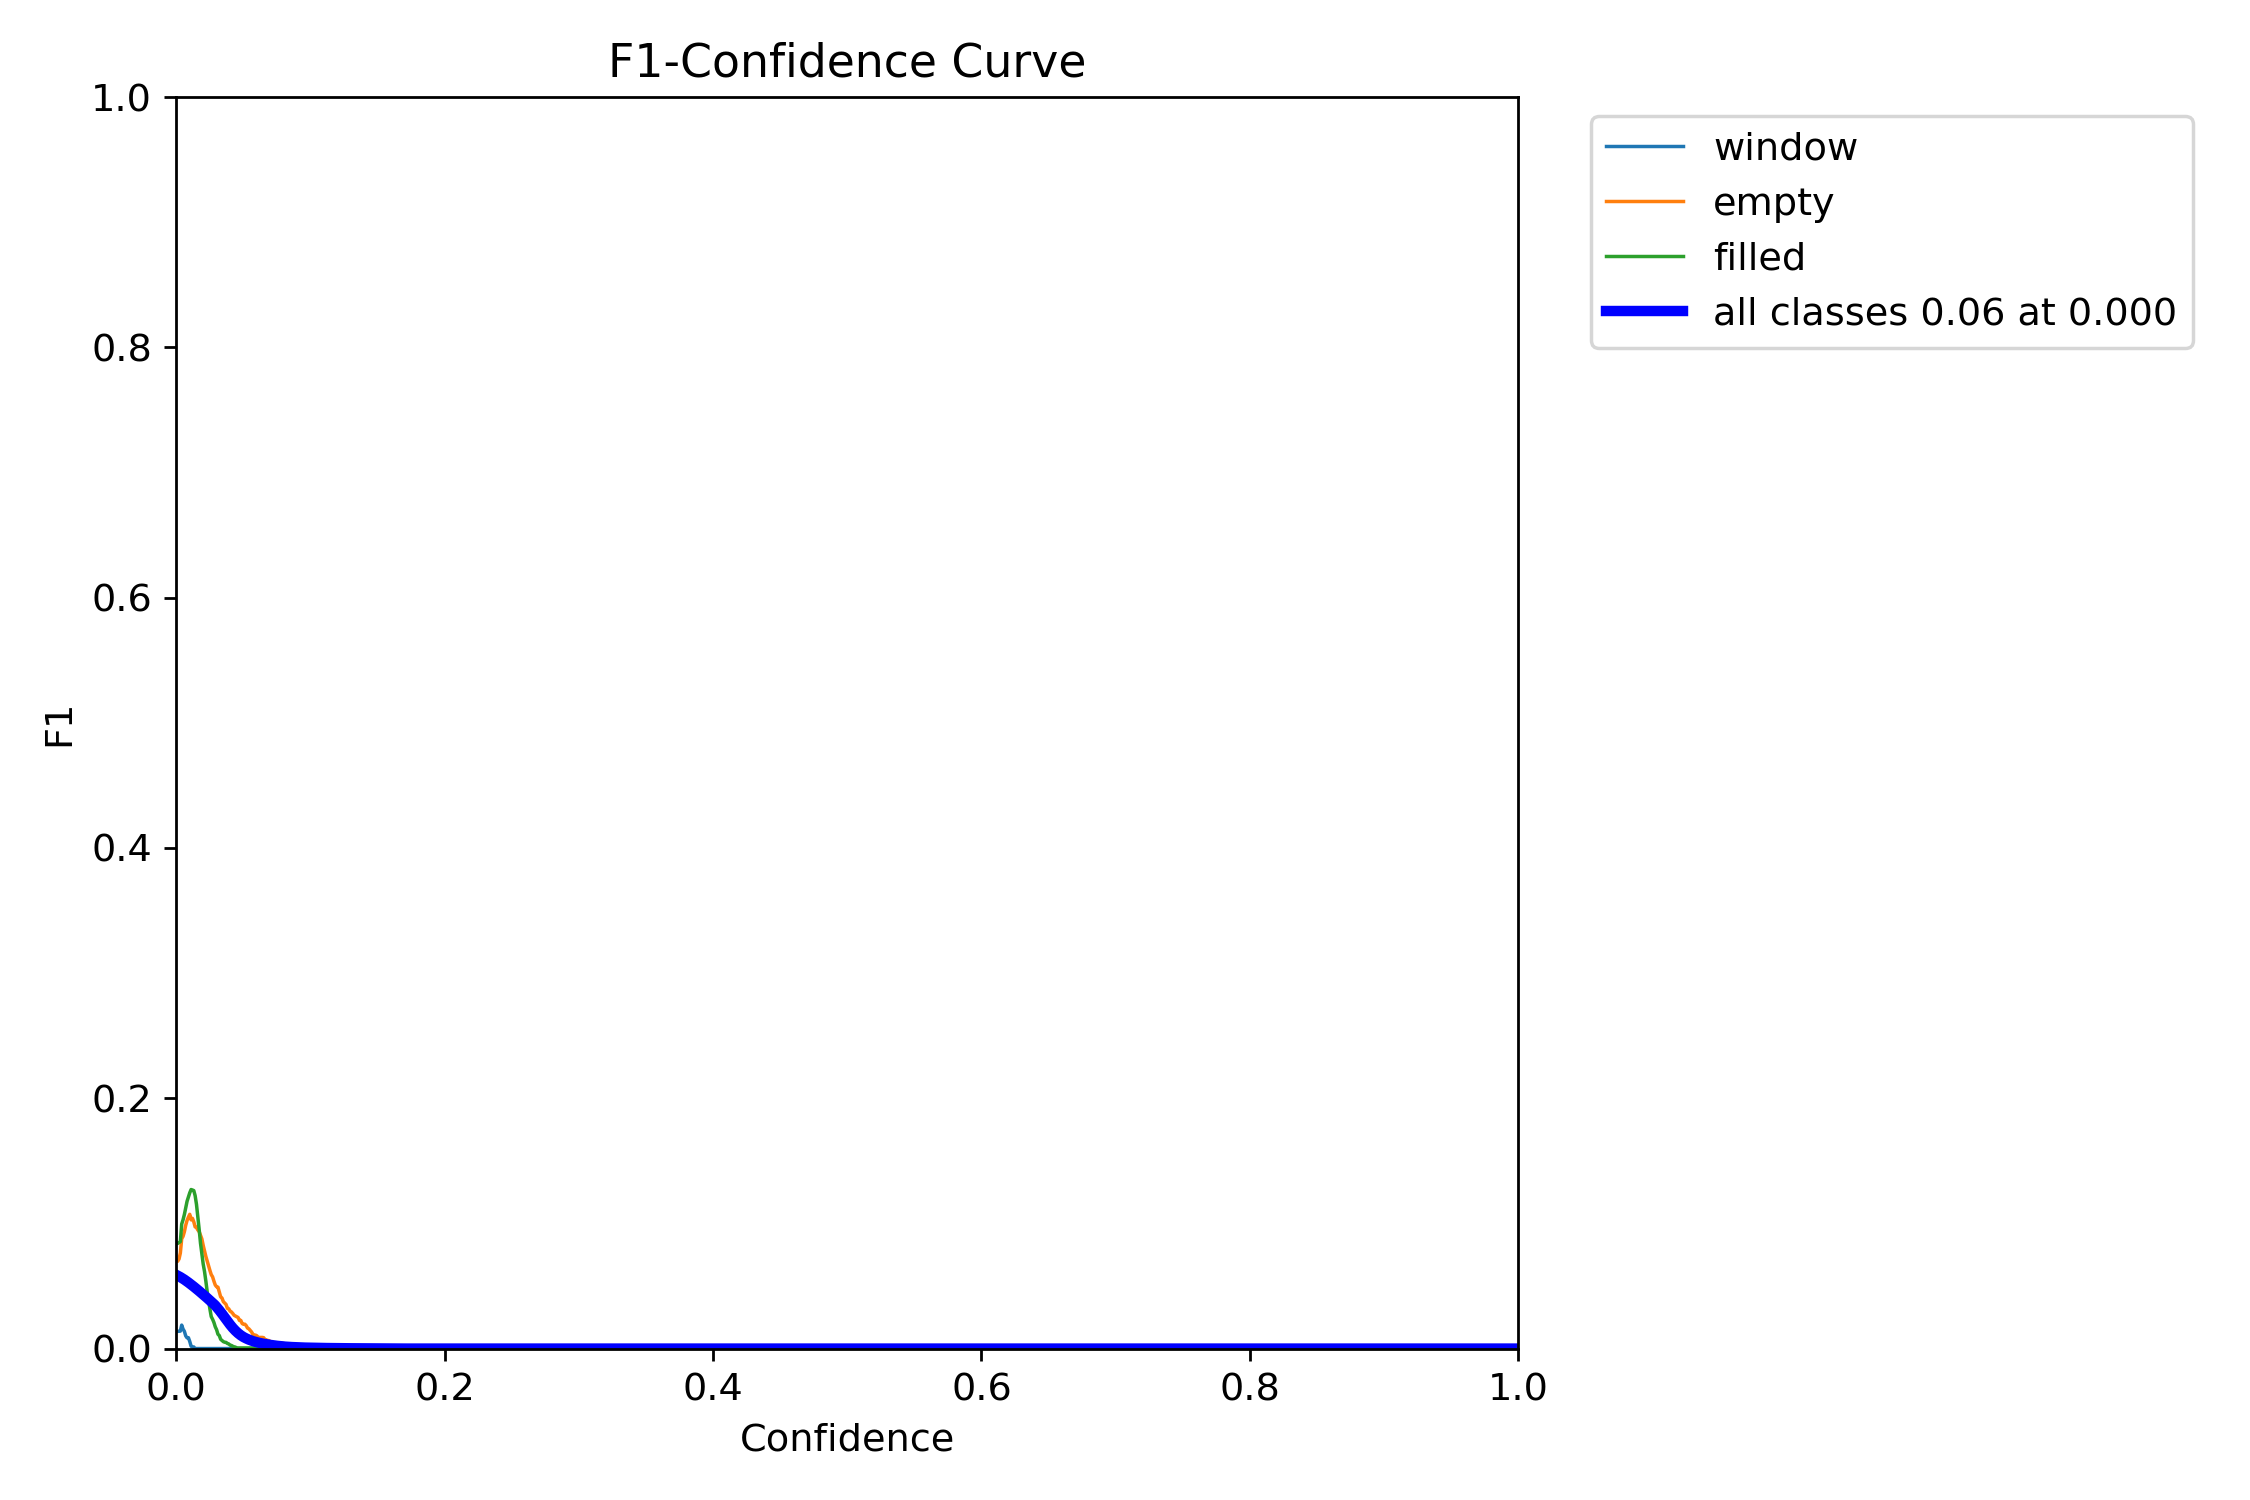 F1-Confidence Curve
1.0
0.8
0.6
0.4
0.2
0.0
F1
0.0 0.2 0.4 0.6 0.8 1.0
Confidence
window
empty
filled
all classes 0.06 at 0.000